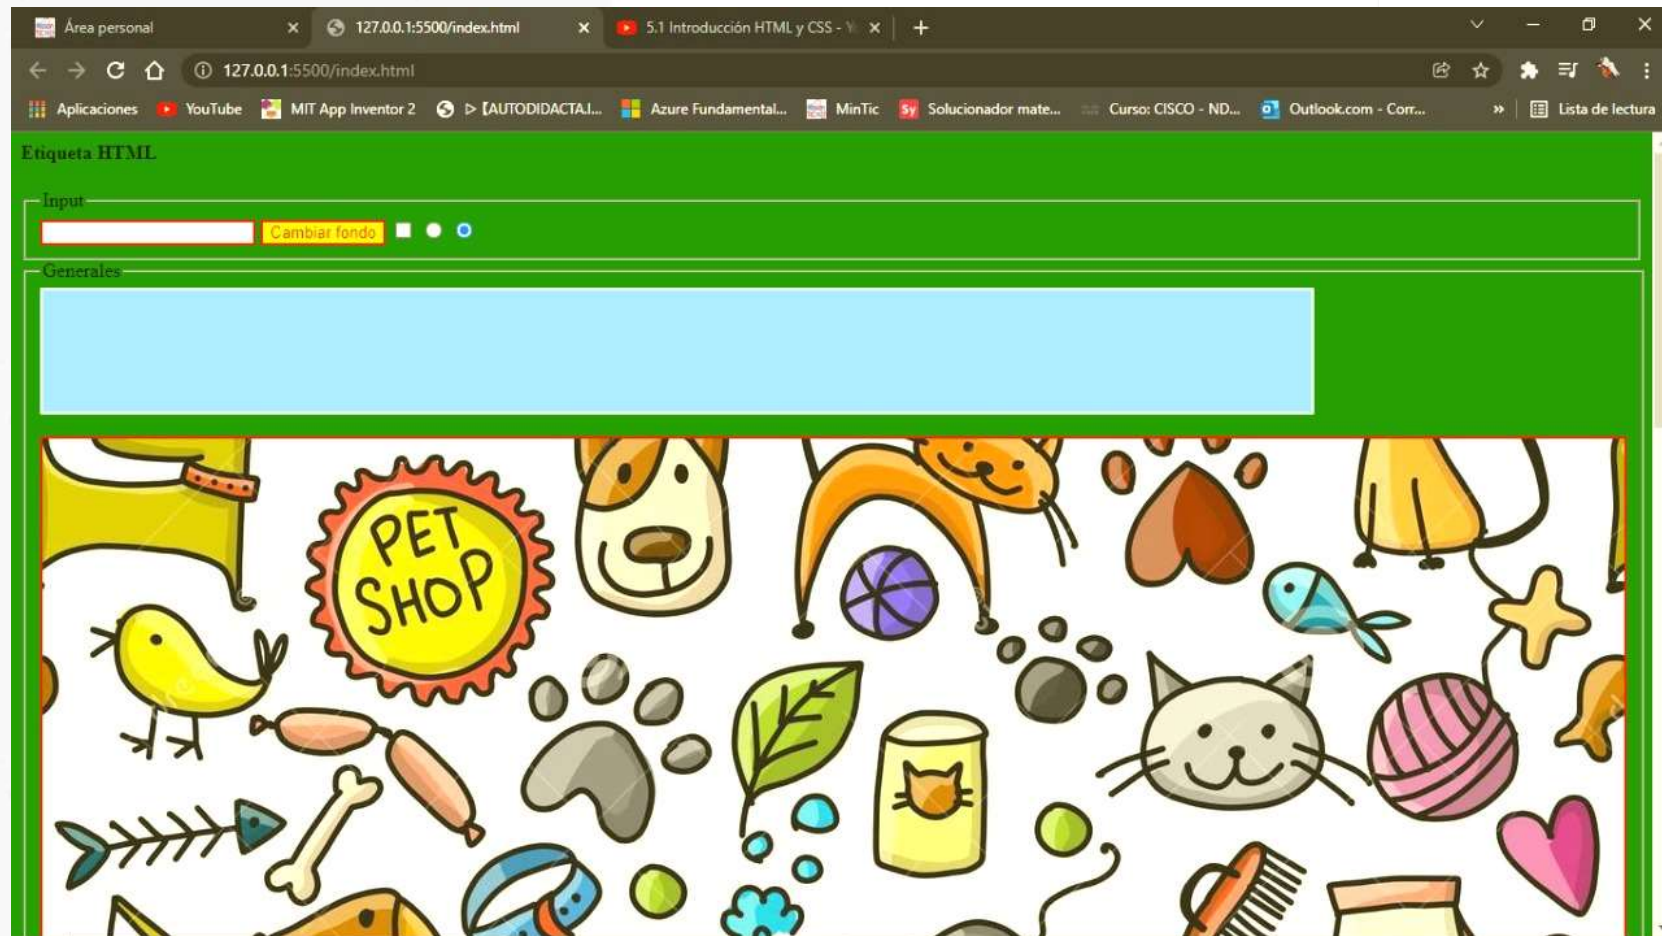 Área personal
127.0.0.1:5500/index.html
5.1 Introducción HTML y CSS -
127.0.0.1:5500/index.html
Aplicaciones YouTube MIT App Inventor 2 ▷【AUTODIDACTA.I... Azure Fundamental... MinTic Sy Solucionador mate... Curso: CISCO - ND... Outlook.com - Corr... » Lista de lectura
Etiqueta HTML
Input
Cambiar fondo
Generales
PET
SHOP